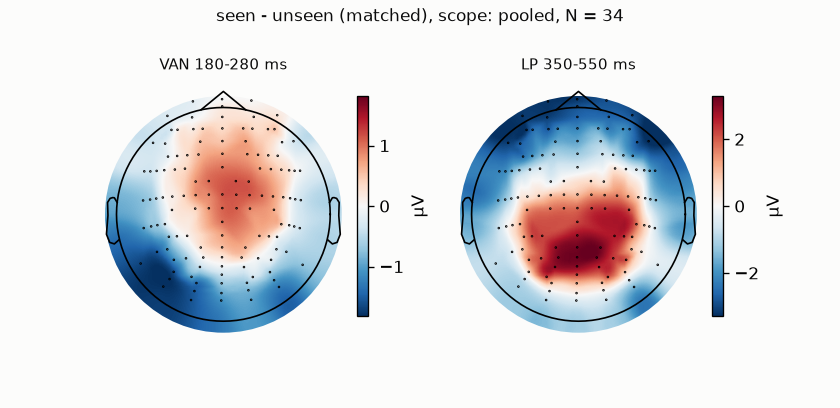 seen - unseen (matched), scope: pooled, N = 34
VAN 180-280 ms
LP 350-550 ms
1
0
−1
µV
2
0
−2
µV